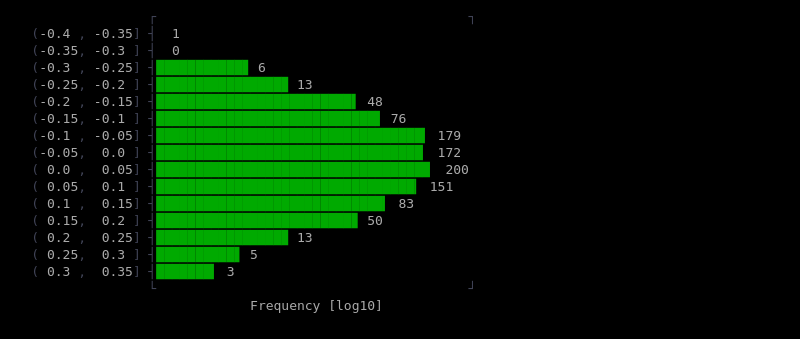 (-0.4 , -0.35] 1
(-0.35, -0.3 ] 0
(-0.3 , -0.25] 6
(-0.25, -0.2 ] 13
(-0.2 , -0.15] 48
(-0.15, -0.1 ] 76
(-0.1 , -0.05] 179
(-0.05,  0.0 ] 172
( 0.0 ,  0.05] 200
( 0.05,  0.1 ] 151
( 0.1 ,  0.15] 83
( 0.15,  0.2 ] 50
( 0.2 ,  0.25] 13
( 0.25,  0.3 ] 5
( 0.3 ,  0.35] 3
Frequency [log10]